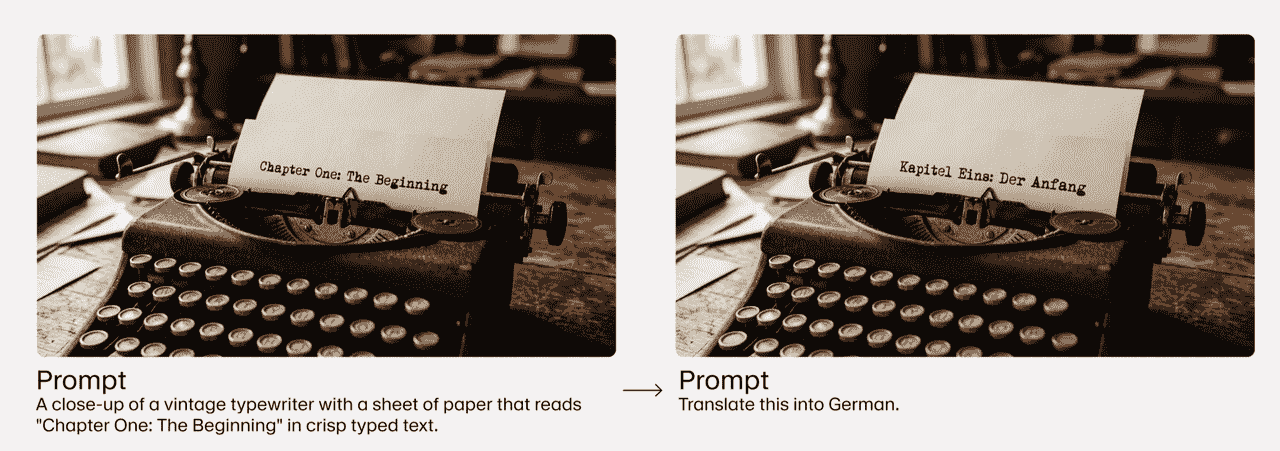 Chapter One: The Beginning
Kapitel Eins: Der Anfang
Prompt
A close-up of a vintage typewriter with a sheet of paper that reads
"Chapter One: The Beginning" in crisp typed text.
Prompt
Translate this into German.